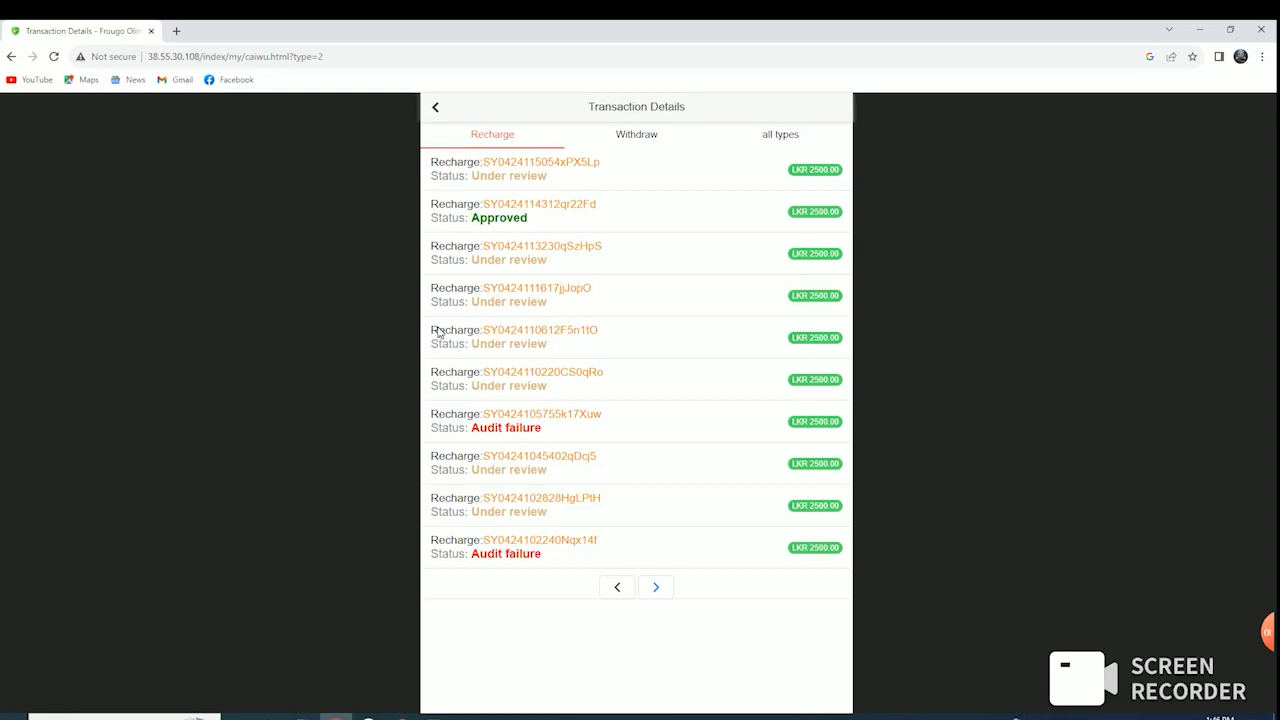 Transaction Details - Fruugo Olin
Not secure
38.55.30.108/index/my/caiwu.html?type=2
YouTube Maps News Gmail Facebook
Transaction Details
Recharge Withdraw all types
Recharge:SY0424115054xPX5Lp
Status: Under review
LKR 2500.00
Recharge:SY0424114312qr22Fd
Status: Approved
LKR 2500.00
Recharge:SY0424113230qSzHpS
Status: Under review
LKR 2500.00
Recharge:SY0424111617jjJopO
Status: Under review
LKR 2500.00
Recharge:SY0424110612F5n1tO
Status: Under review
LKR 2500.00
Recharge:SY0424110220CS0qRo
Status: Under review
LKR 2500.00
Recharge:SY0424105755k17Xuw
Status: Audit failure
LKR 2500.00
Recharge:SY04241045402qDcj5
Status: Under review
LKR 2500.00
Recharge:SY0424102828HgLPtH
Status: Under review
LKR 2500.00
Recharge:SY0424102240Nqx14f
Status: Audit failure
LKR 2500.00
SCREEN
RECORDER